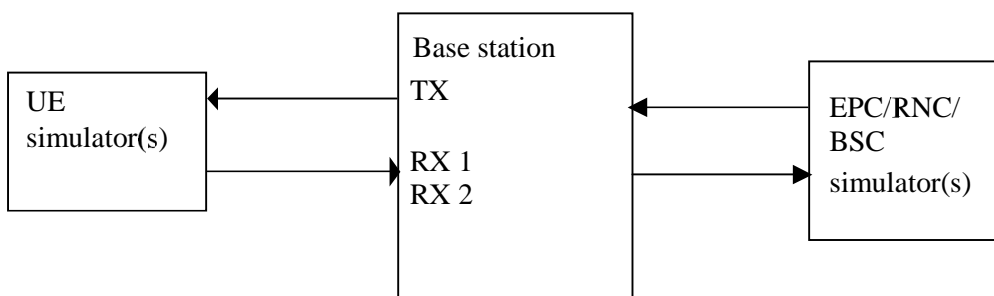 UE
simulator(s)
Base station
TX
RX 1
RX 2
EPC/RNC/
BSC
simulator(s)